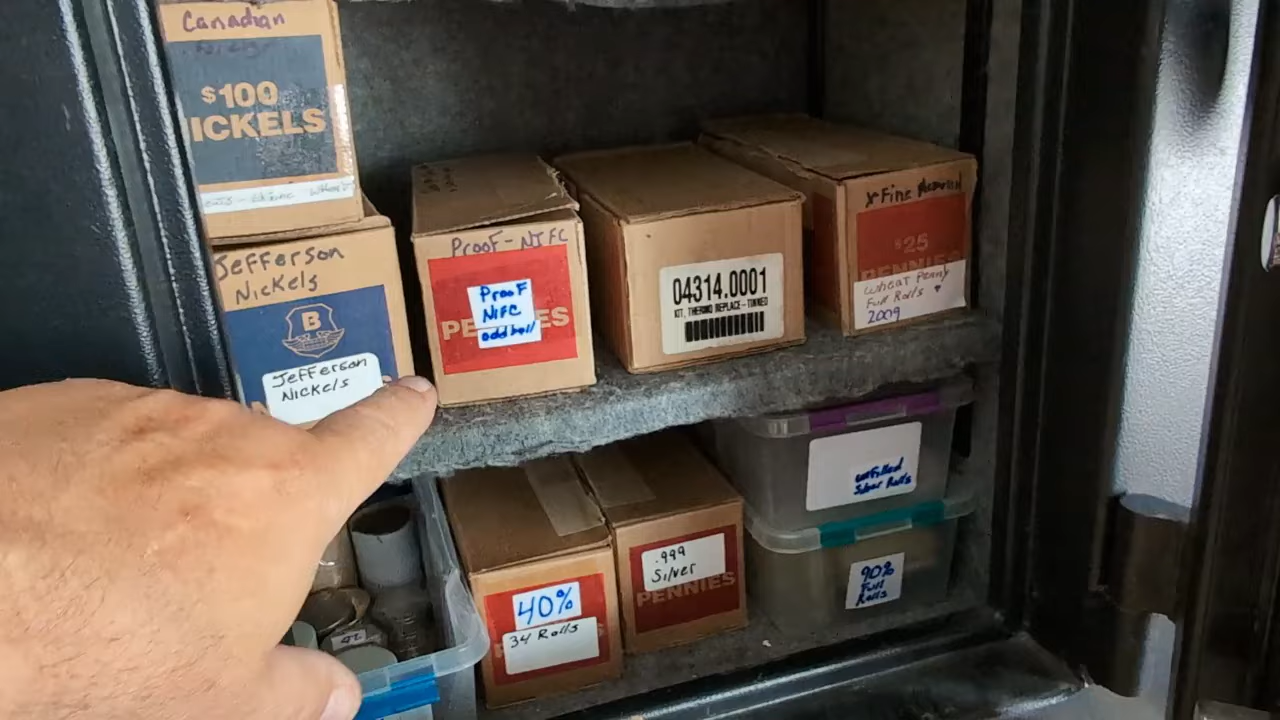 Canadian
$100
NICKELS
Jefferson
Nickels
B
Jefferson
Nickels
Proof-NIFC
PENNIES
Proof
NIFC
odd ball
04314.0001
KIT, THERMO REPLACE-TINNED
$25
PENNIES
Wheat Penny
Full Rolls
2009
40%
34 Rolls
.999
Silver
PENNIES
unfilled
Silver Rolls
90%
Full
Rolls